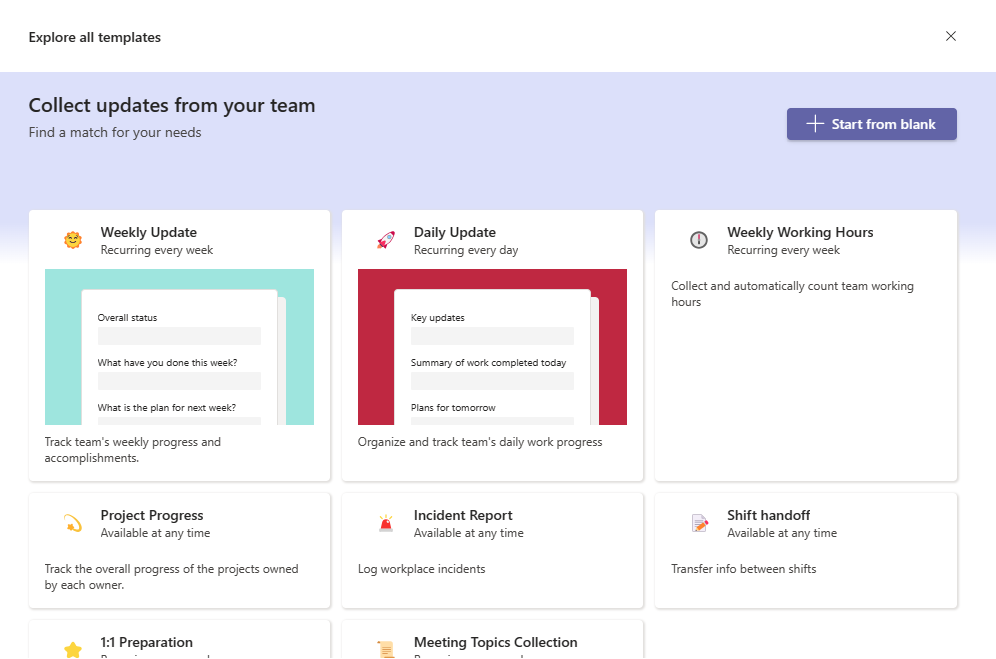 Explore all templates
Collect updates from your team
Find a match for your needs
Start from blank
Weekly Update
Recurring every week
Overall status
What have you done this week?
What is the plan for next week?
Track team's weekly progress and
accomplishments.
Daily Update
Recurring every day
Key updates
Summary of work completed today
Plans for tomorrow
Organize and track team's daily work progress
Weekly Working Hours
Recurring every week
Collect and automatically count team working
hours
Project Progress
Available at any time
Track the overall progress of the projects owned
by each owner.
Incident Report
Available at any time
Log workplace incidents
Shift handoff
Available at any time
Transfer info between shifts
1:1 Preparation
Meeting Topics Collection